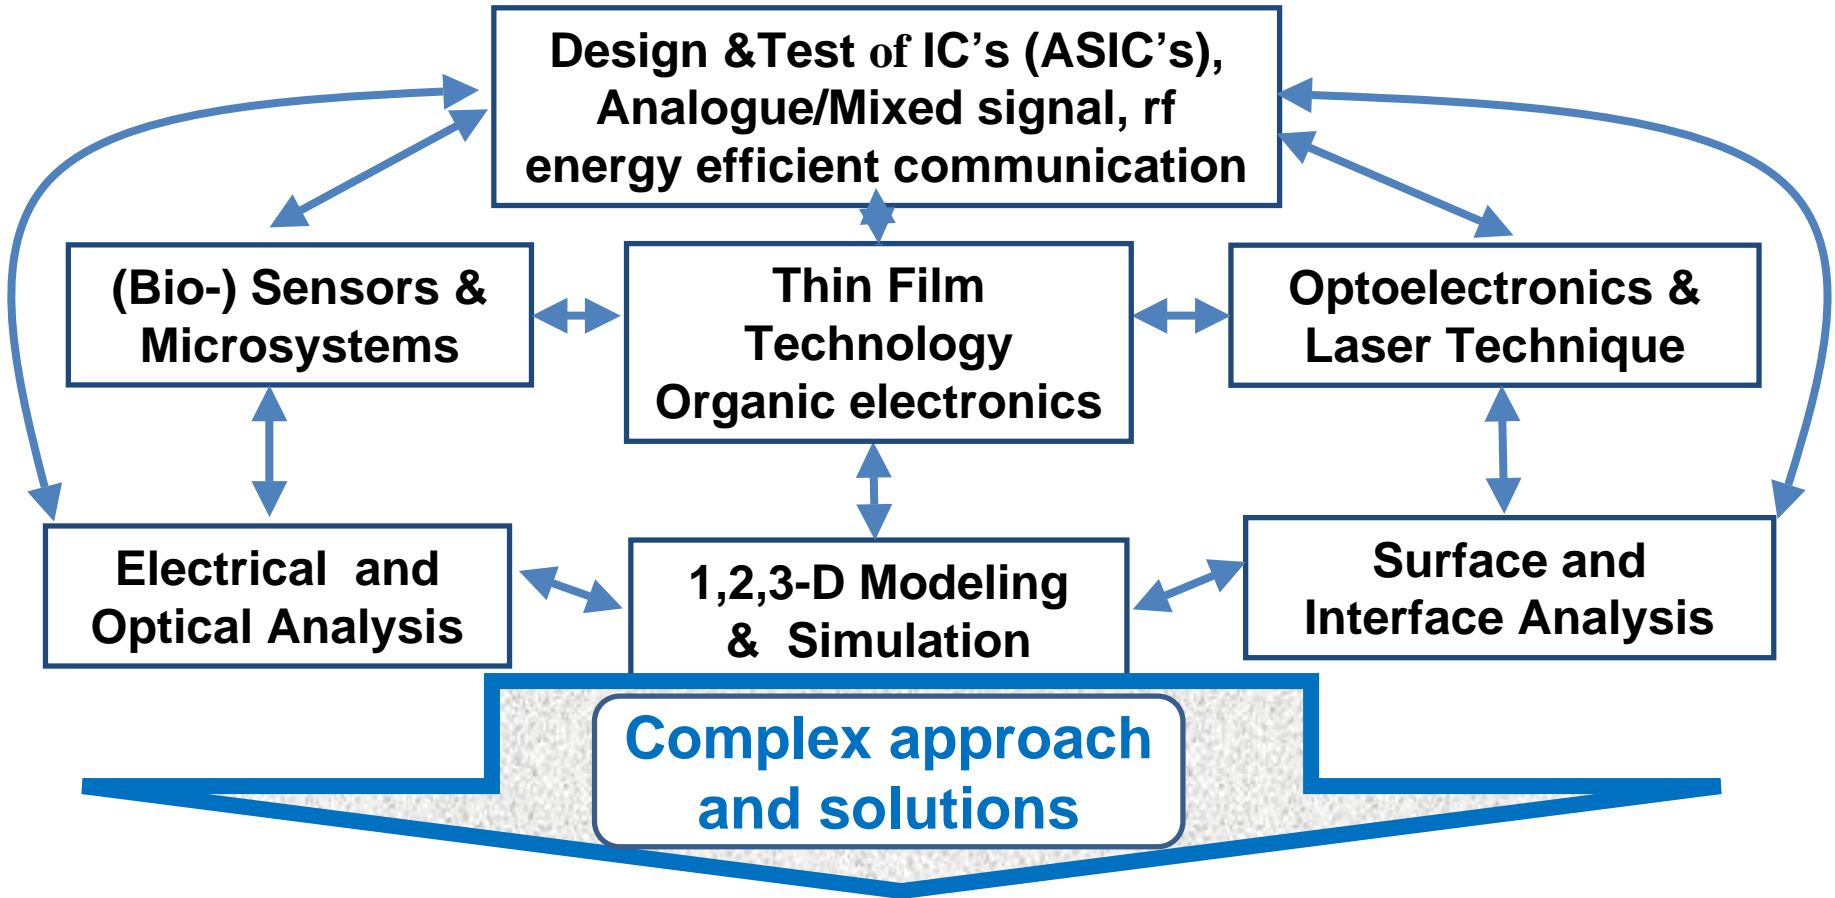 Design &Test of IC’s (ASIC’s),
Analogue/Mixed signal, rf
energy efficient communication
(Bio-) Sensors &
Microsystems
Thin Film
Technology
Organic electronics
Optoelectronics &
Laser Technique
Electrical and
Optical Analysis
1,2,3-D Modeling
& Simulation
Surface and
Interface Analysis
Complex approach
and solutions